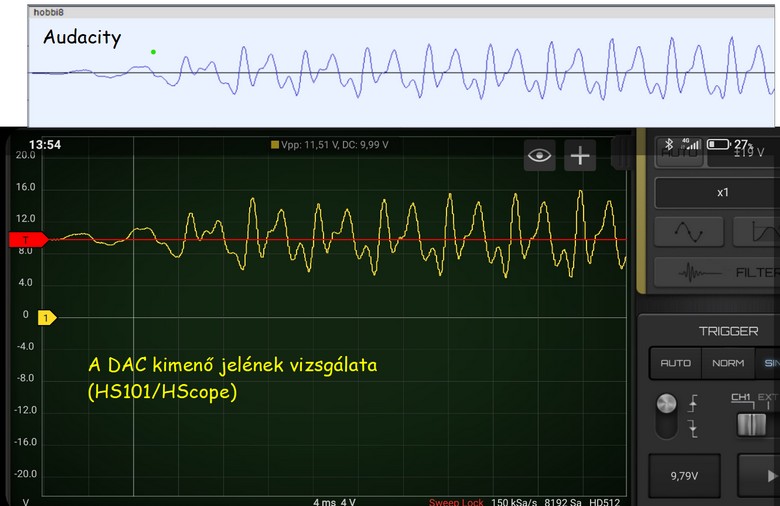 hobbi8
Audacity
13:54
Vpp: 11,51 V, DC: 9,99 V
4G
27%
20.0
16.0
12.0
8.0
4.0
0
-4.0
-8.0
-12.0
-16.0
-20.0
V
T
1
A DAC kimenő jelének vizsgálata
(HS101/HScope)
4 ms 4 V
Sweep Lock
150 kSa/s
8192 Sa
HD512
AUTO
±19 V
x1
FILTER
TRIGGER
AUTO
NORM
SIN
CH1
EXT
9,79V